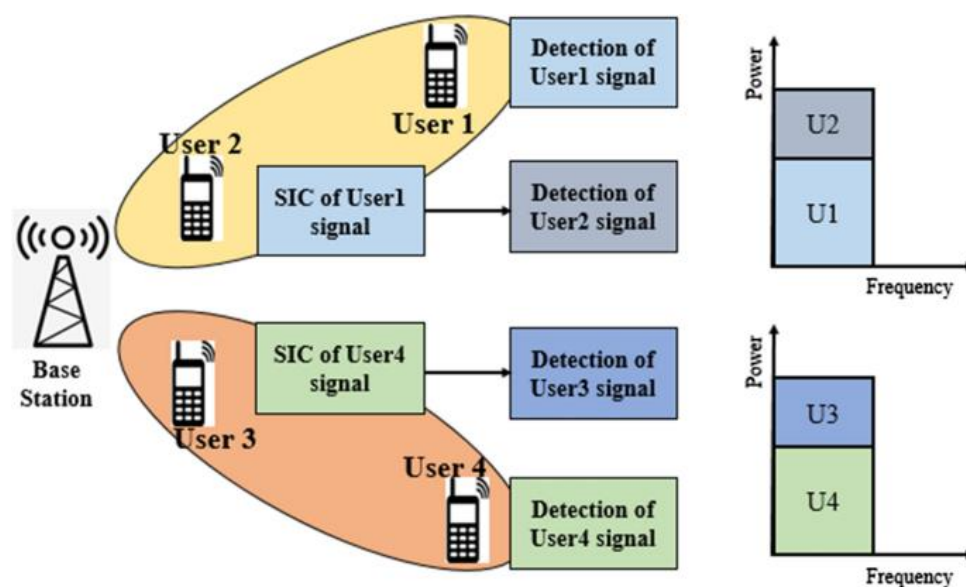 User 1
User 2
Detection of
User1 signal
SIC of User1
signal
Detection of
User2 signal
Power
U2
U1
Frequency
Base
Station
SIC of User4
signal
Detection of
User3 signal
User 3
User 4
Detection of
User4 signal
Power
U3
U4
Frequency